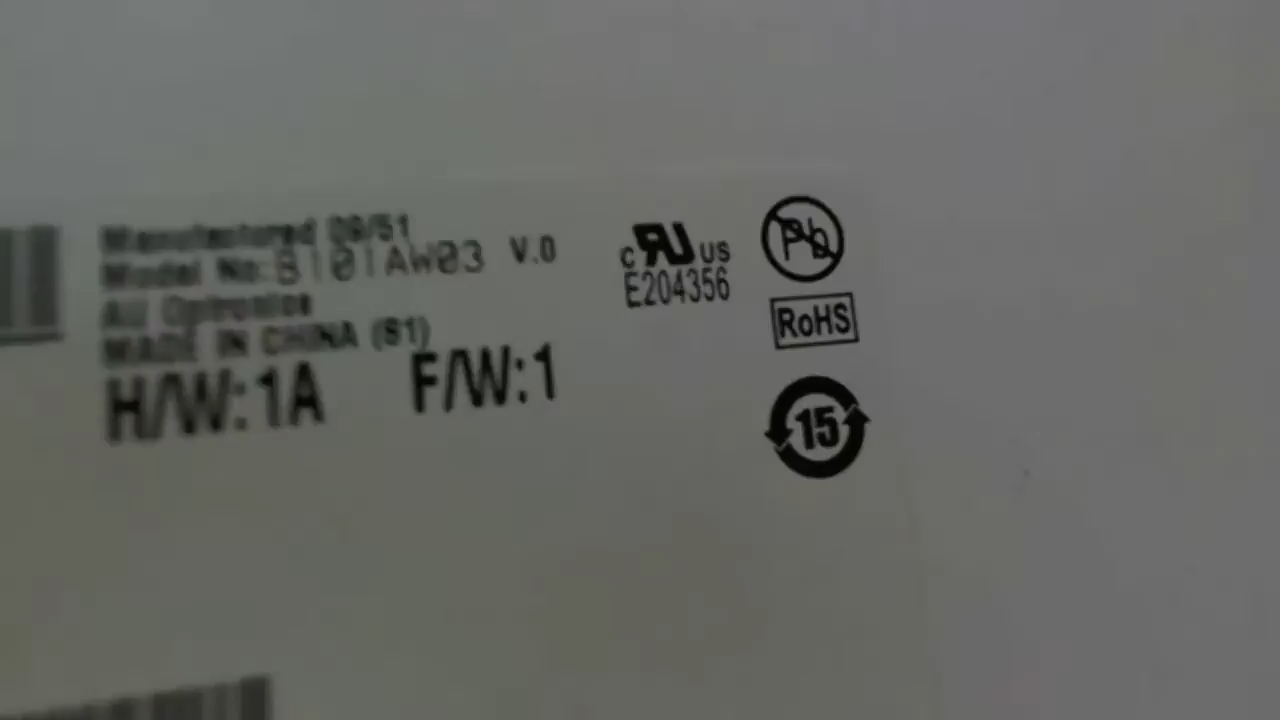 Manufactured 09/51
Model No: B101AW03 V.0
AU Optronics
MADE IN CHINA (S1)
H/W:1A F/W:1
c RU US
E204356
Pb
RoHS
15